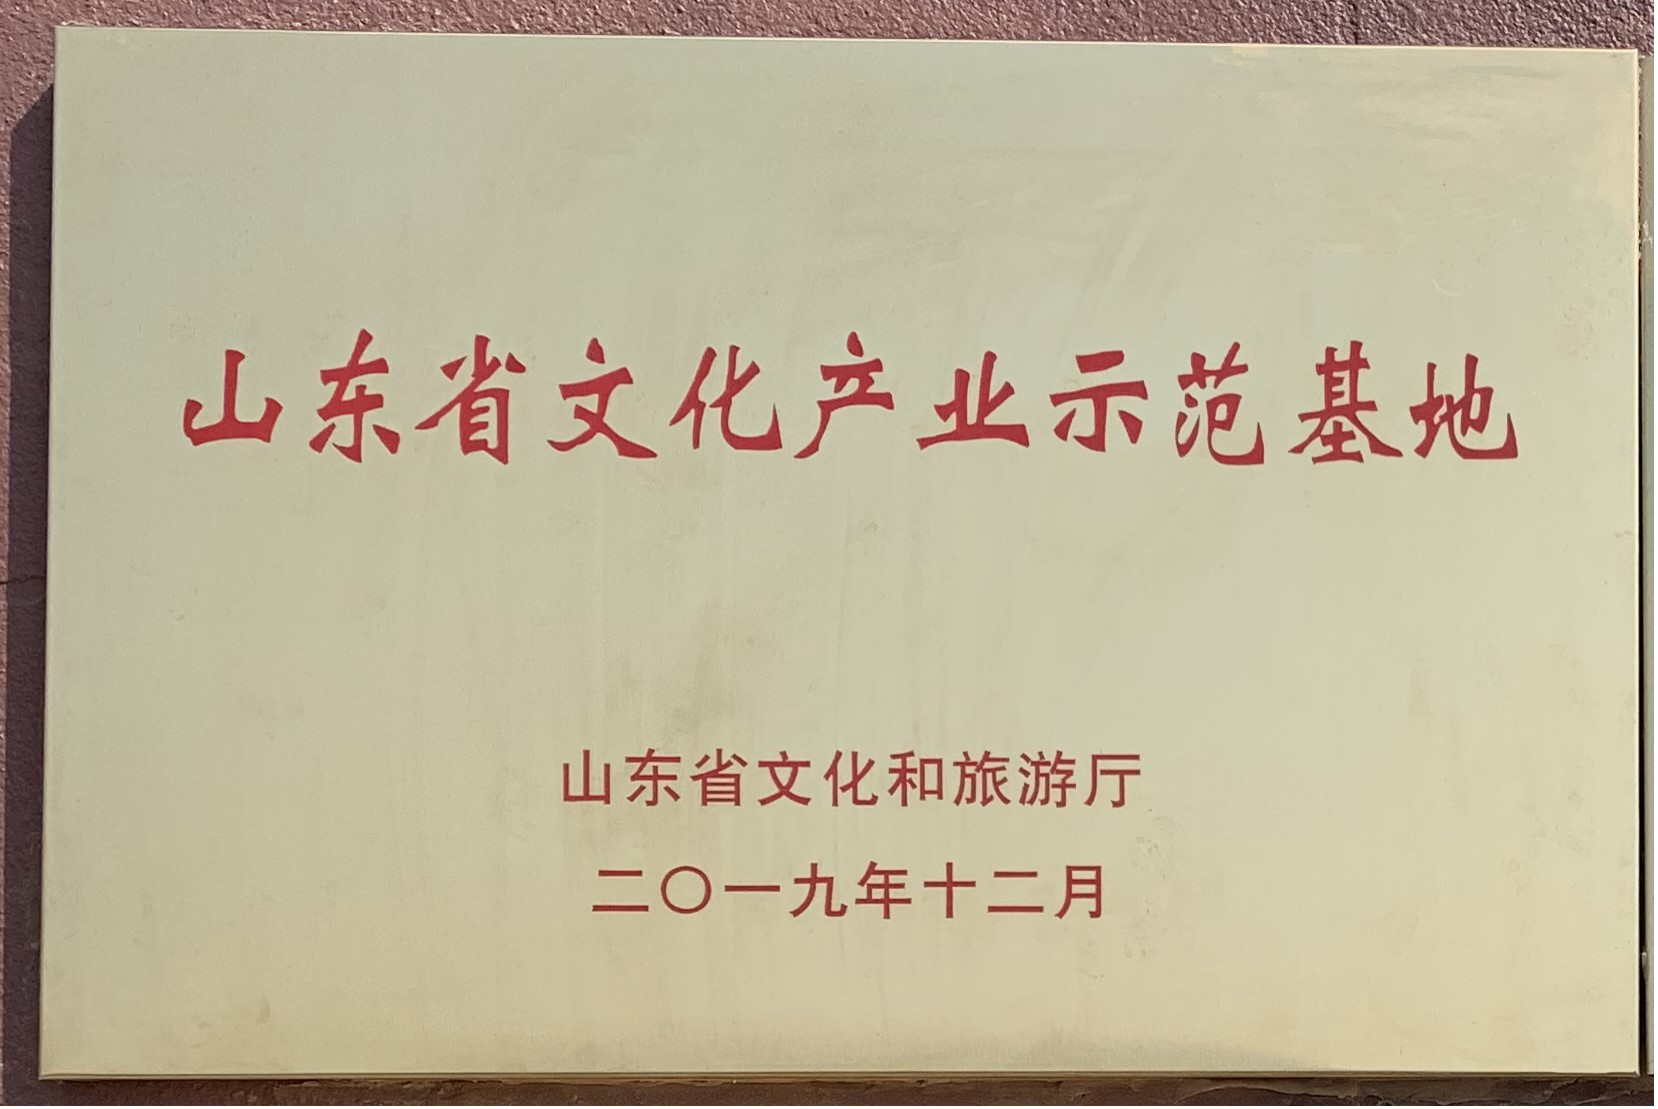 山东省文化产业示范基地
山东省文化和旅游厅
二〇一九年十二月